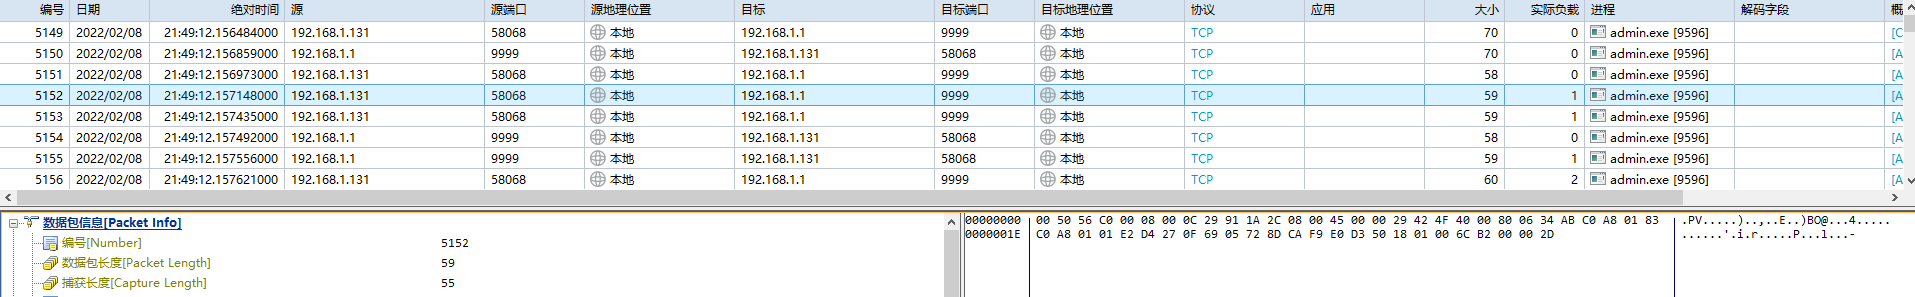 编号 日期 绝对时间 源 源端口 源地理位置 目标 目标端口 目标地理位置 协议 应用 大小 实际负载 进程 解码字段 概
5149 2022/02/08 21:49:12.156484000 192.168.1.131 58068 本地 192.168.1.1 9999 本地 TCP 70 0 admin.exe [9596] [C
5150 2022/02/08 21:49:12.156859000 192.168.1.1 9999 本地 192.168.1.131 58068 本地 TCP 70 0 admin.exe [9596] [A
5151 2022/02/08 21:49:12.156973000 192.168.1.131 58068 本地 192.168.1.1 9999 本地 TCP 58 0 admin.exe [9596] [A
5152 2022/02/08 21:49:12.157148000 192.168.1.131 58068 本地 192.168.1.1 9999 本地 TCP 59 1 admin.exe [9596] [A
5153 2022/02/08 21:49:12.157435000 192.168.1.131 58068 本地 192.168.1.1 9999 本地 TCP 59 1 admin.exe [9596] [A
5154 2022/02/08 21:49:12.157492000 192.168.1.1 9999 本地 192.168.1.131 58068 本地 TCP 58 0 admin.exe [9596] [A
5155 2022/02/08 21:49:12.157556000 192.168.1.1 9999 本地 192.168.1.131 58068 本地 TCP 59 1 admin.exe [9596] [A
5156 2022/02/08 21:49:12.157621000 192.168.1.131 58068 本地 192.168.1.1 9999 本地 TCP 60 2 admin.exe [9596] [A
数据包信息[Packet Info]
编号[Number] 5152
数据包长度[Packet Length] 59
捕获长度[Capture Length] 55
00000000 00 50 56 C0 00 08 00 0C 29 91 1A 2C 08 00 45 00 00 29 42 4F 40 00 80 06 34 AB C0 A8 01 83 .PV.....)..,..E..)BO@...4.....
0000001E C0 A8 01 01 E2 D4 27 0F 69 05 72 8D CA F9 E0 D3 50 18 01 00 6C B2 00 00 2D ......'.i.r.....P...l...-